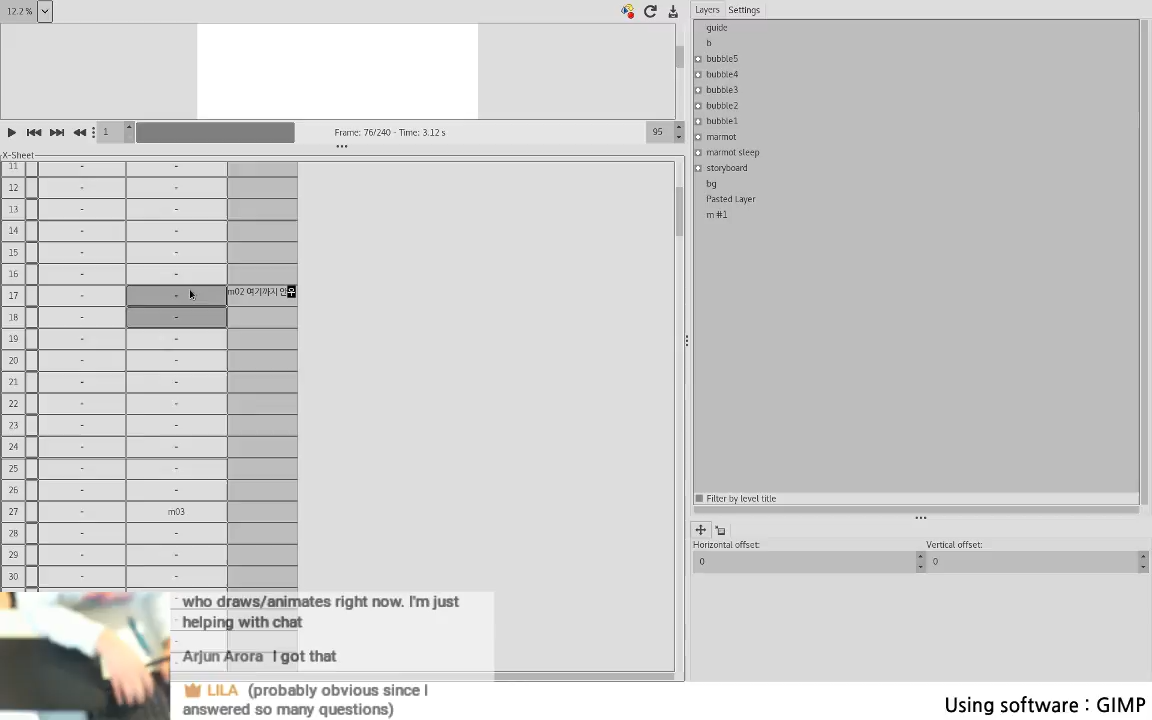 12.2 %
Layers Settings
guide
b
bubble5
bubble4
bubble3
bubble2
bubble1
marmot
marmot sleep
storyboard
bg
Pasted Layer
m #1
1
Frame: 76/240 - Time: 3.12 s
95
X-Sheet
11 - -
12 - -
13 - -
14 - -
15 - -
16 - -
17 - m02 여기까지
18 - -
19 - -
20 - -
21 - -
22 - -
23 - -
24 - -
25 - -
26 - -
27 - m03
28 - -
29 - -
30 - -
Filter by level title
Horizontal offset: Vertical offset:
0 0
who draws/animates right now. I'm just
helping with chat
Arjun Arora I got that
LILA (probably obvious since I
answered so many questions)
Using software : GIMP